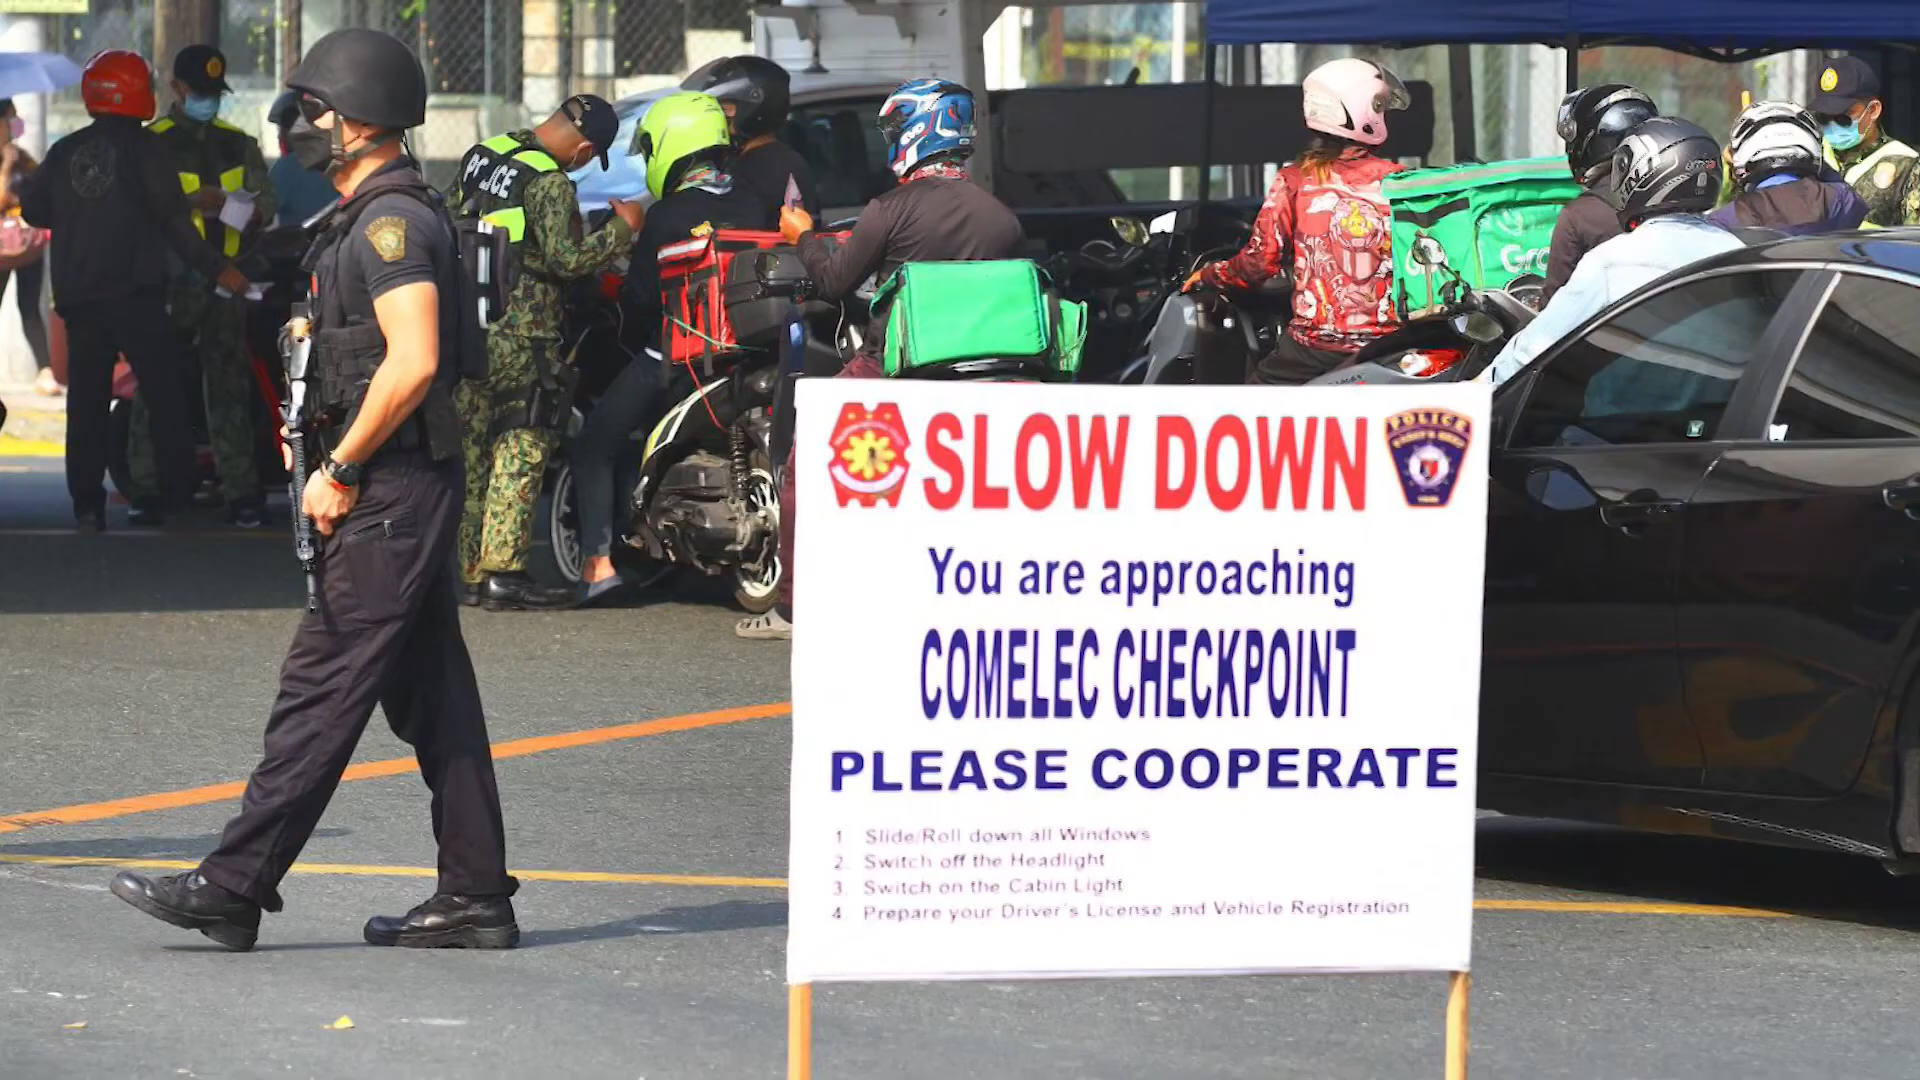 POLICE
Grab
SLOW DOWN
POLICE
You are approaching
COMELEC CHECKPOINT
PLEASE COOPERATE
1. Slide/Roll down all Windows
2. Switch off the Headlight
3. Switch on the Cabin Light
4. Prepare your Driver's License and Vehicle Registration